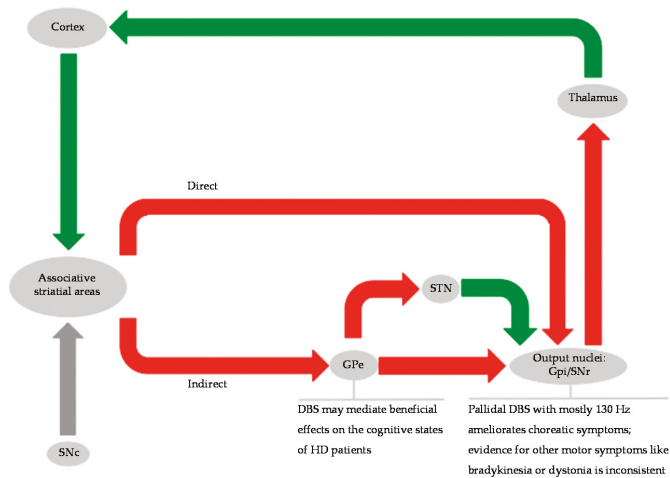 Cortex
Thalamus
Direct
Associative
striatial areas
STN
GPe
Output nuclei:
Gpi/SNr
Indirect
DBS may mediate beneficial
effects on the cognitive states
of HD patients
Pallidal DBS with mostly 130 Hz
ameliorates choreatic symptoms;
evidence for other motor symptoms like
bradykinesia or dystonia is inconsistent
SNc